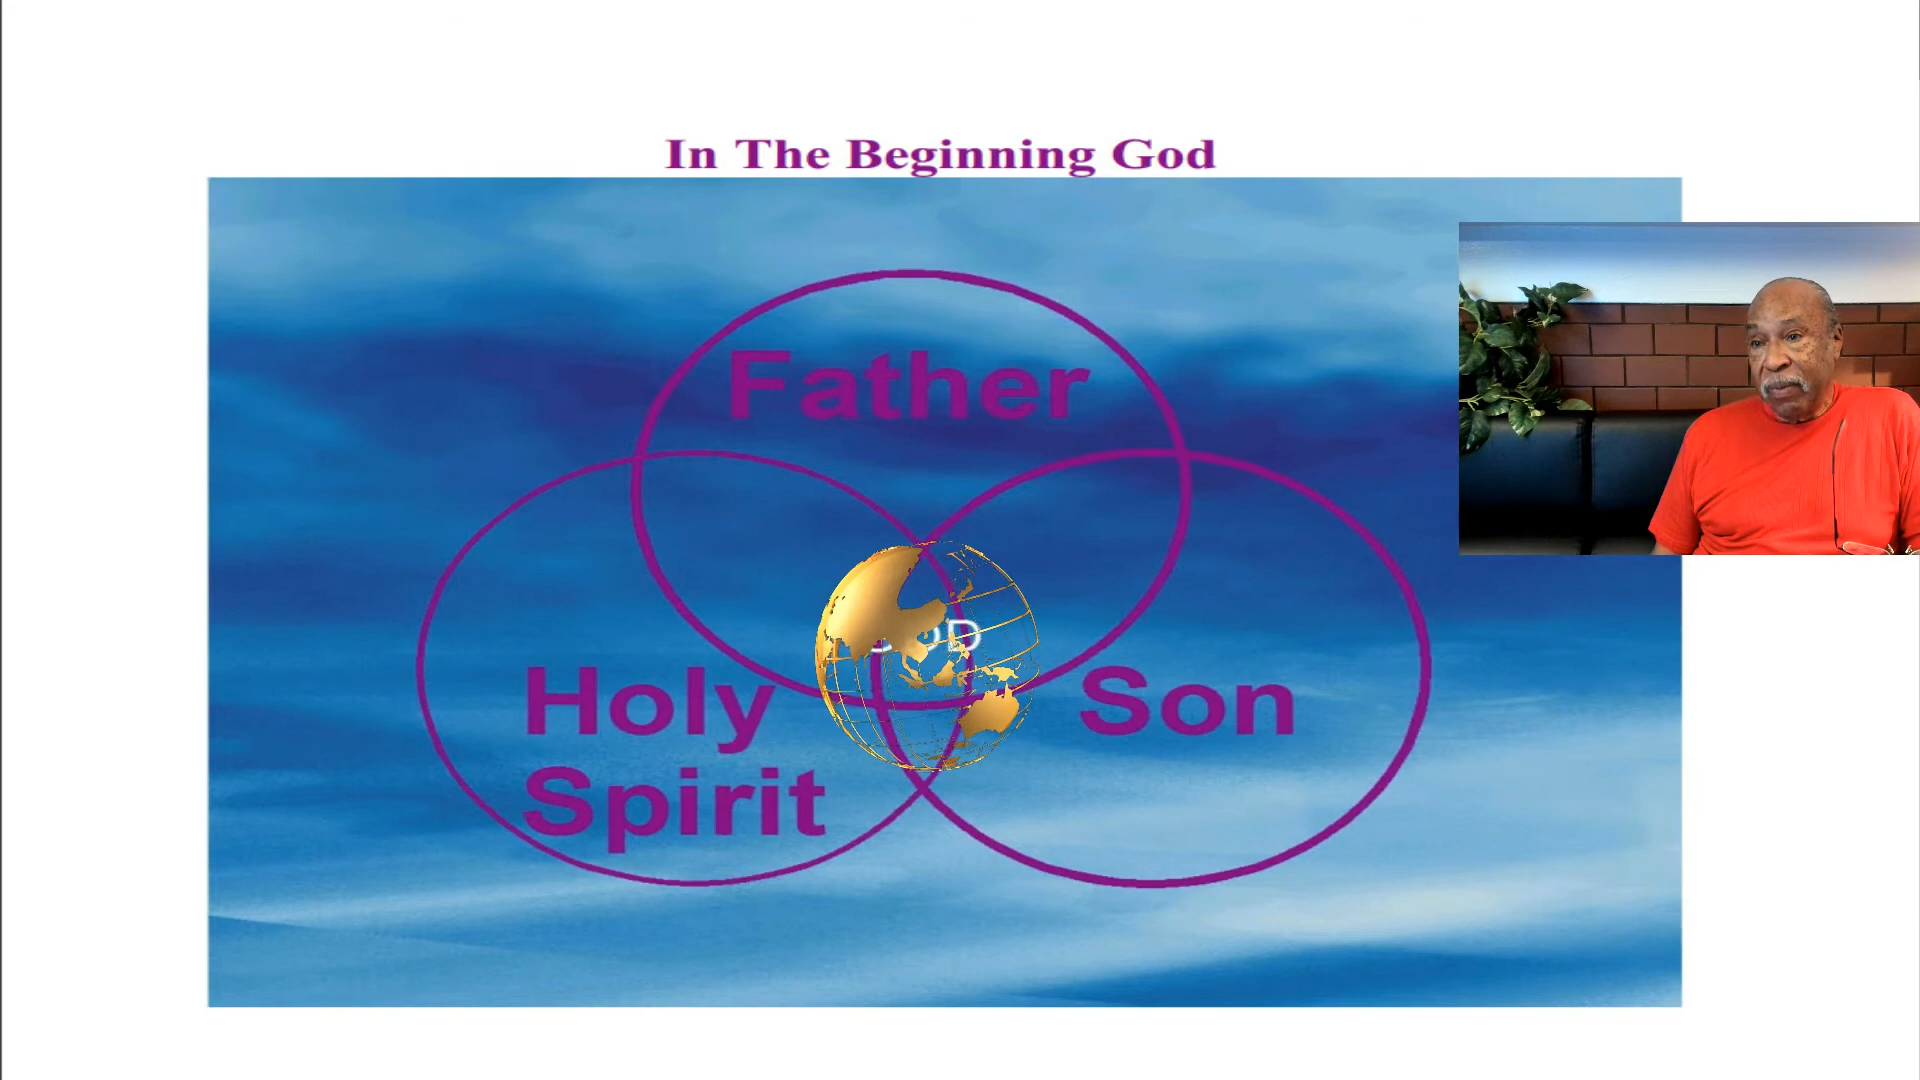 In The Beginning God
Father
Holy
Spirit
Son